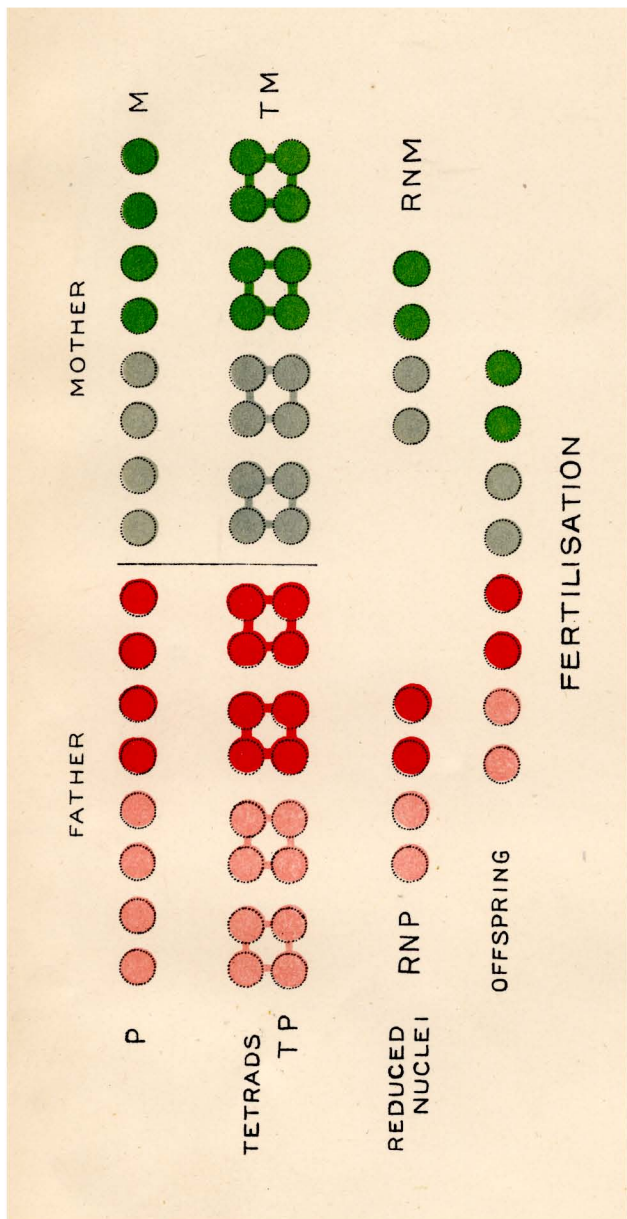 FATHER MOTHER
P M
TETRADS
TP TM
REDUCED
NUCLEI
RNP RNM
OFFSPRING
FERTILISATION